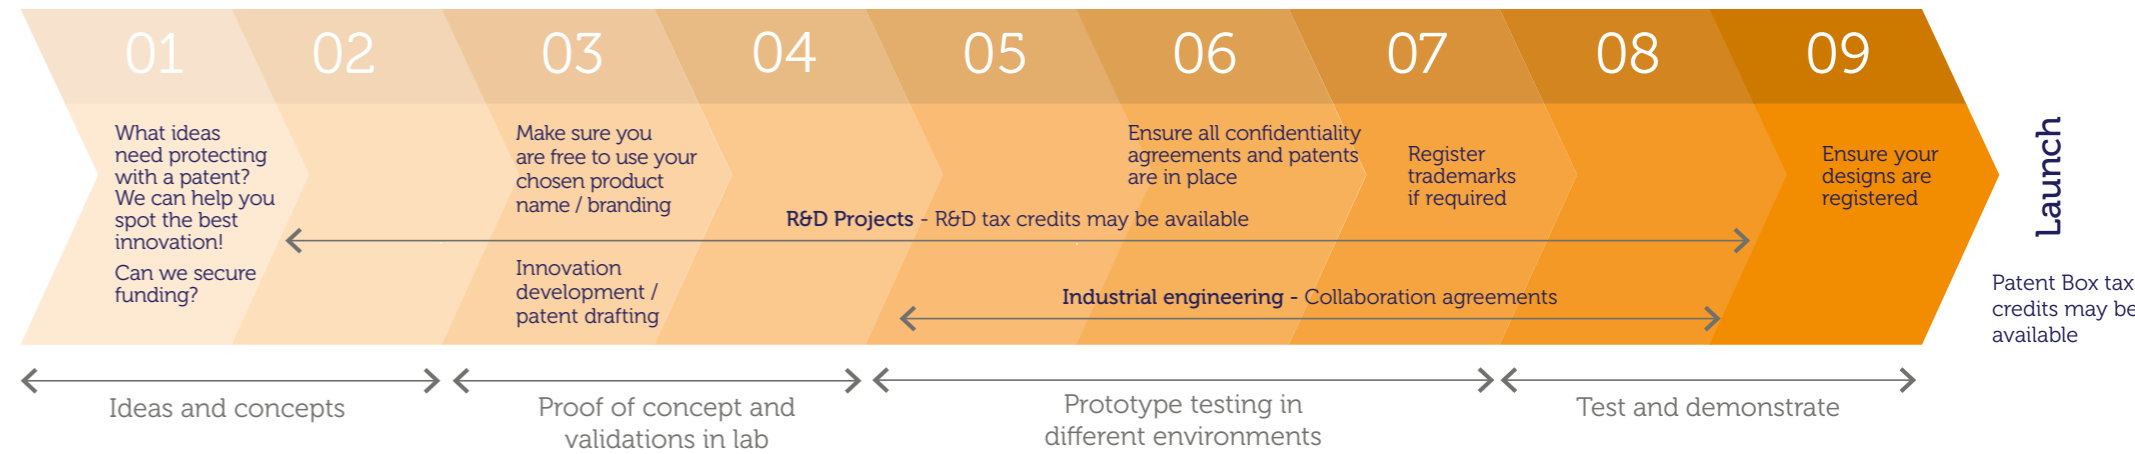 01
02
03
04
05
06
07
08
09
What ideas
need protecting
with a patent?
We can help you
spot the best
innovation!
Can we secure
funding?
Make sure you
are free to use your
chosen product
name / branding
Innovation
development /
patent drafting
R&D Projects - R&D tax credits may be available
Industrial engineering - Collaboration agreements
Ensure all confidentiality
agreements and patents
are in place
Register
trademarks
if required
Ensure your
designs are
registered
Launch
Patent Box tax
credits may be
available
Ideas and concepts
Proof of concept and
validations in lab
Prototype testing in
different environments
Test and demonstrate